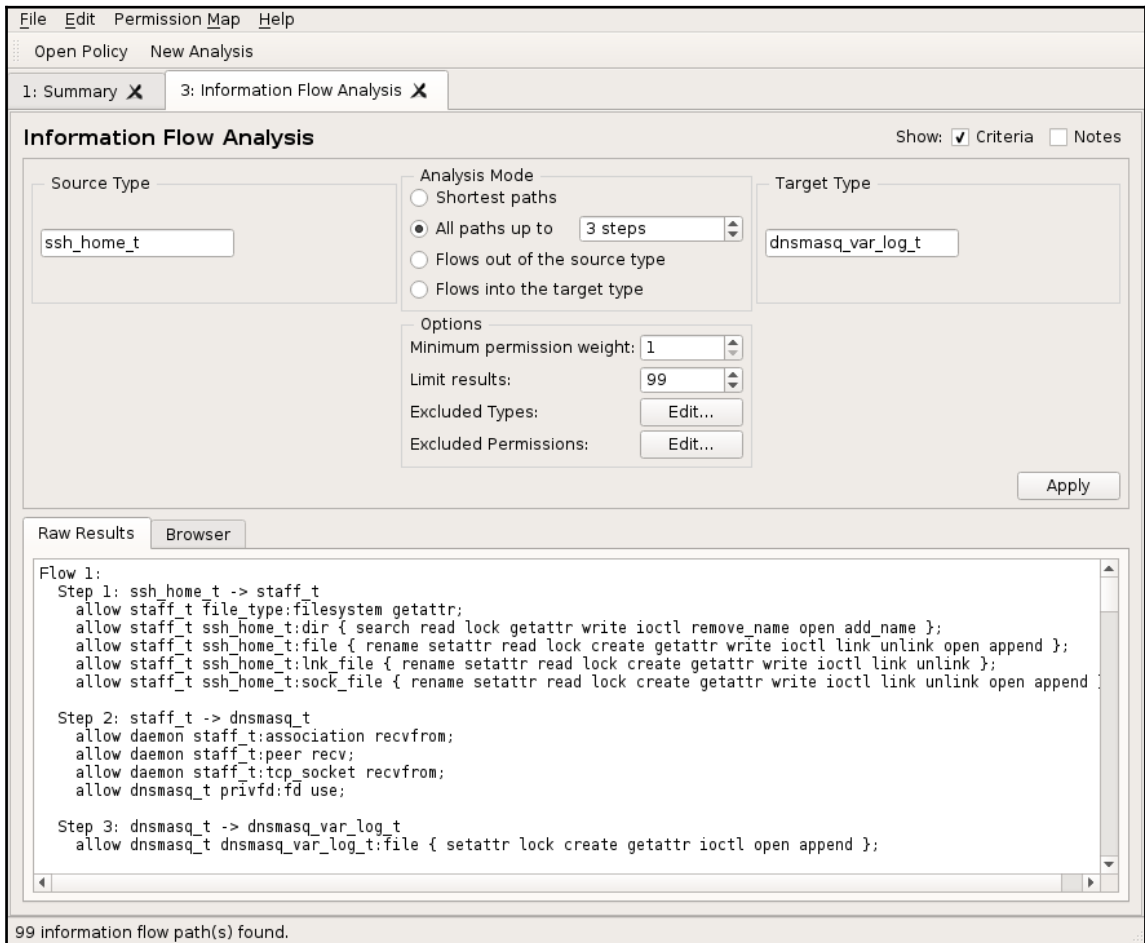 File Edit Permission Map Help
Open Policy New Analysis
1: Summary 3: Information Flow Analysis
Information Flow Analysis Show: Criteria Notes
Source Type
ssh_home_t
Analysis Mode
Shortest paths
All paths up to 3 steps
Flows out of the source type
Flows into the target type
Target Type
dnsmasq_var_log_t
Options
Minimum permission weight: 1
Limit results: 99
Excluded Types: Edit...
Excluded Permissions: Edit...
Apply
Raw Results Browser
Flow 1:
Step 1: ssh_home_t -> staff_t
allow staff_t file_type:filesystem getattr;
allow staff_t ssh_home_t:dir { search read lock getattr write ioctl remove_name open add_name };
allow staff_t ssh_home_t:file { rename setattr read lock create getattr write ioctl link unlink open append };
allow staff_t ssh_home_t:lnk_file { rename setattr read lock create getattr write ioctl link unlink };
allow staff_t ssh_home_t:sock_file { rename setattr read lock create getattr write ioctl link unlink open append
Step 2: staff_t -> dnsmasq_t
allow daemon staff_t:association recvfrom;
allow daemon staff_t:peer recv;
allow daemon staff_t:tcp_socket recvfrom;
allow dnsmasq_t privfd:fd use;
Step 3: dnsmasq_t -> dnsmasq_var_log_t
allow dnsmasq_t dnsmasq_var_log_t:file { setattr lock create getattr ioctl open append };
99 information flow path(s) found.